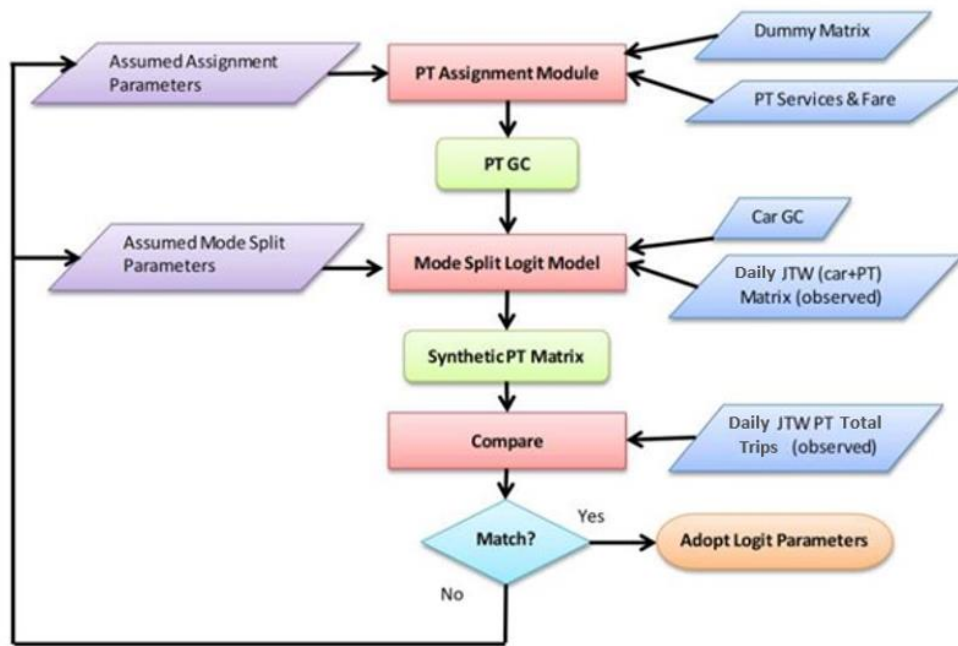 Assumed Assignment
Parameters
PT Assignment Module
Dummy Matrix
PT Services & Fare
PT GC
Assumed Mode Split
Parameters
Mode Split Logit Model
Car GC
Daily JTW (car+PT)
Matrix (observed)
Synthetic PT Matrix
Compare
Daily JTW PT Total
Trips (observed)
Match?
Yes
Adopt Logit Parameters
No